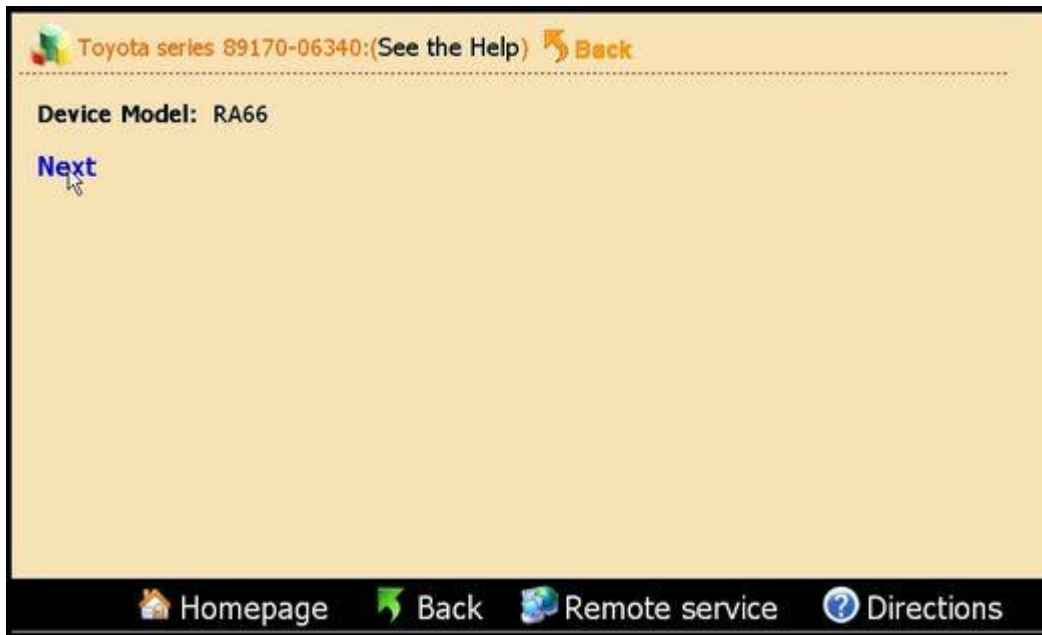 Toyota series 89170-06340:(See the Help) Back
Device Model: RA66
Next
Homepage Back Remote service Directions